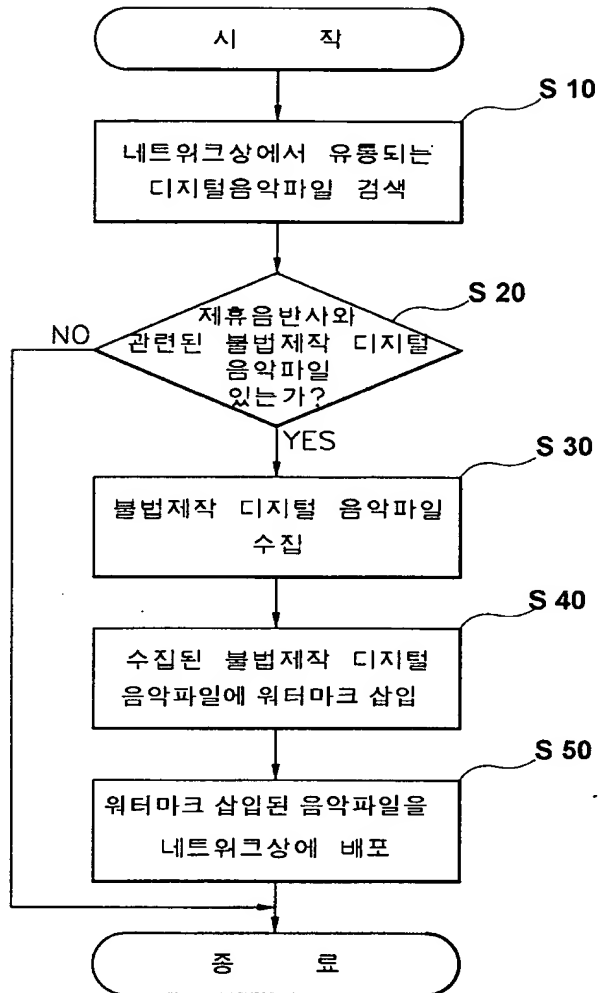 시 작
S 10
네트워크상에서 유통되는
디지털음악파일 검색
S 20
제휴음반사와
관련된 불법제작 디지털
음악파일
있는가?
NO
YES
S 30
불법제작 디지털 음악파일
수집
S 40
수집된 불법제작 디지털
음악파일에 워터마크 삽입
S 50
워터마크 삽입된 음악파일을
네트워크상에 배포
종 료